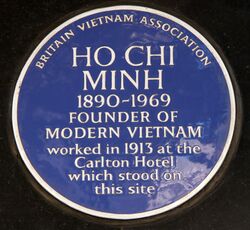 BRITAIN VIETNAM ASSOCIATION
HO CHI
MINH
1890-1969
FOUNDER OF
MODERN VIETNAM
worked in 1913 at the
Carlton Hotel
which stood on
this site